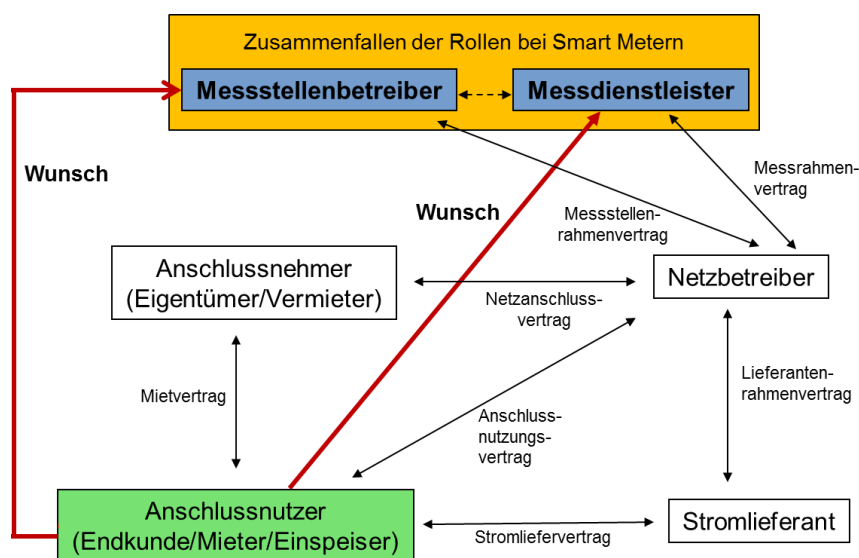 Zusammenfallen der Rollen bei Smart Metern
Messstellenbetreiber
Messdienstleister
Wunsch
Wunsch
Messrahmen-
vertrag
Messstellen-
rahmenvertrag
Anschlussnehmer
(Eigentümer/Vermieter)
Netzbetreiber
Netzanschluss-
vertrag
Mietvertrag
Lieferanten-
rahmenvertrag
Anschluss-
nutzungs-
vertrag
Anschlussnutzer
(Endkunde/Mieter/Einspeiser)
Stromliefervertrag
Stromlieferant